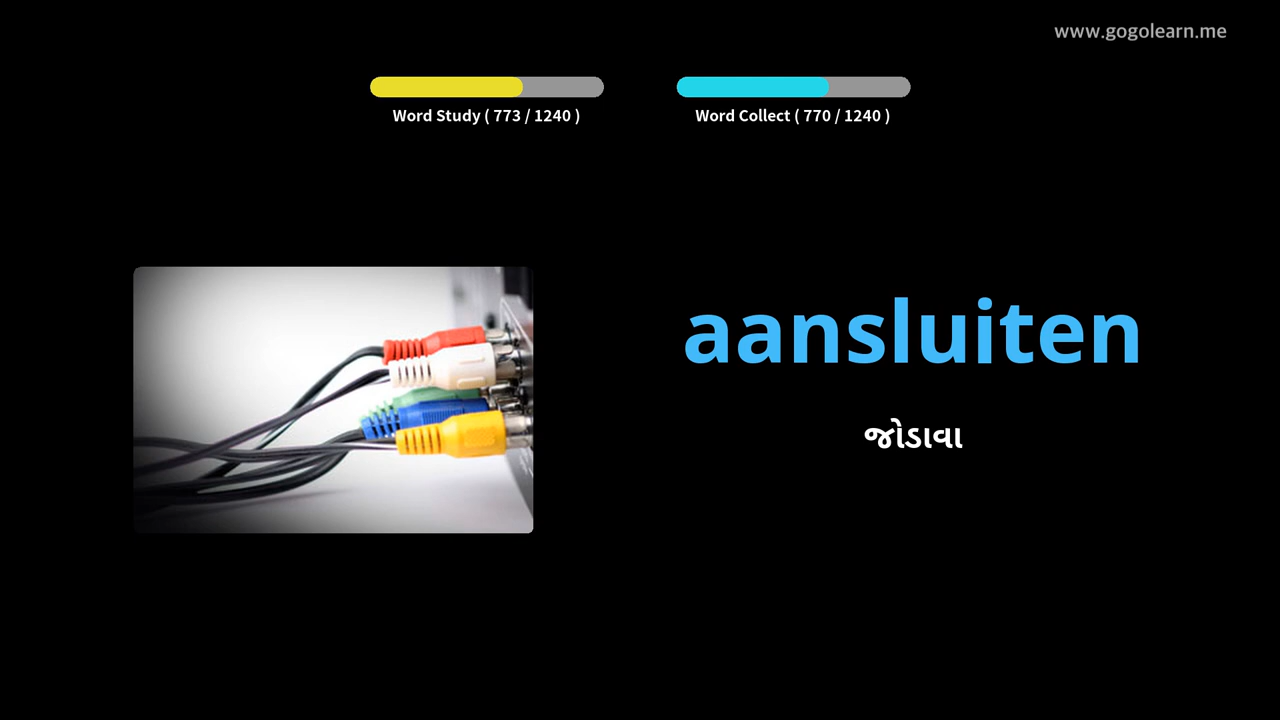 www.gogolearn.me
Word Study ( 773 / 1240 )
Word Collect ( 770 / 1240 )
aansluiten
જોડાવા